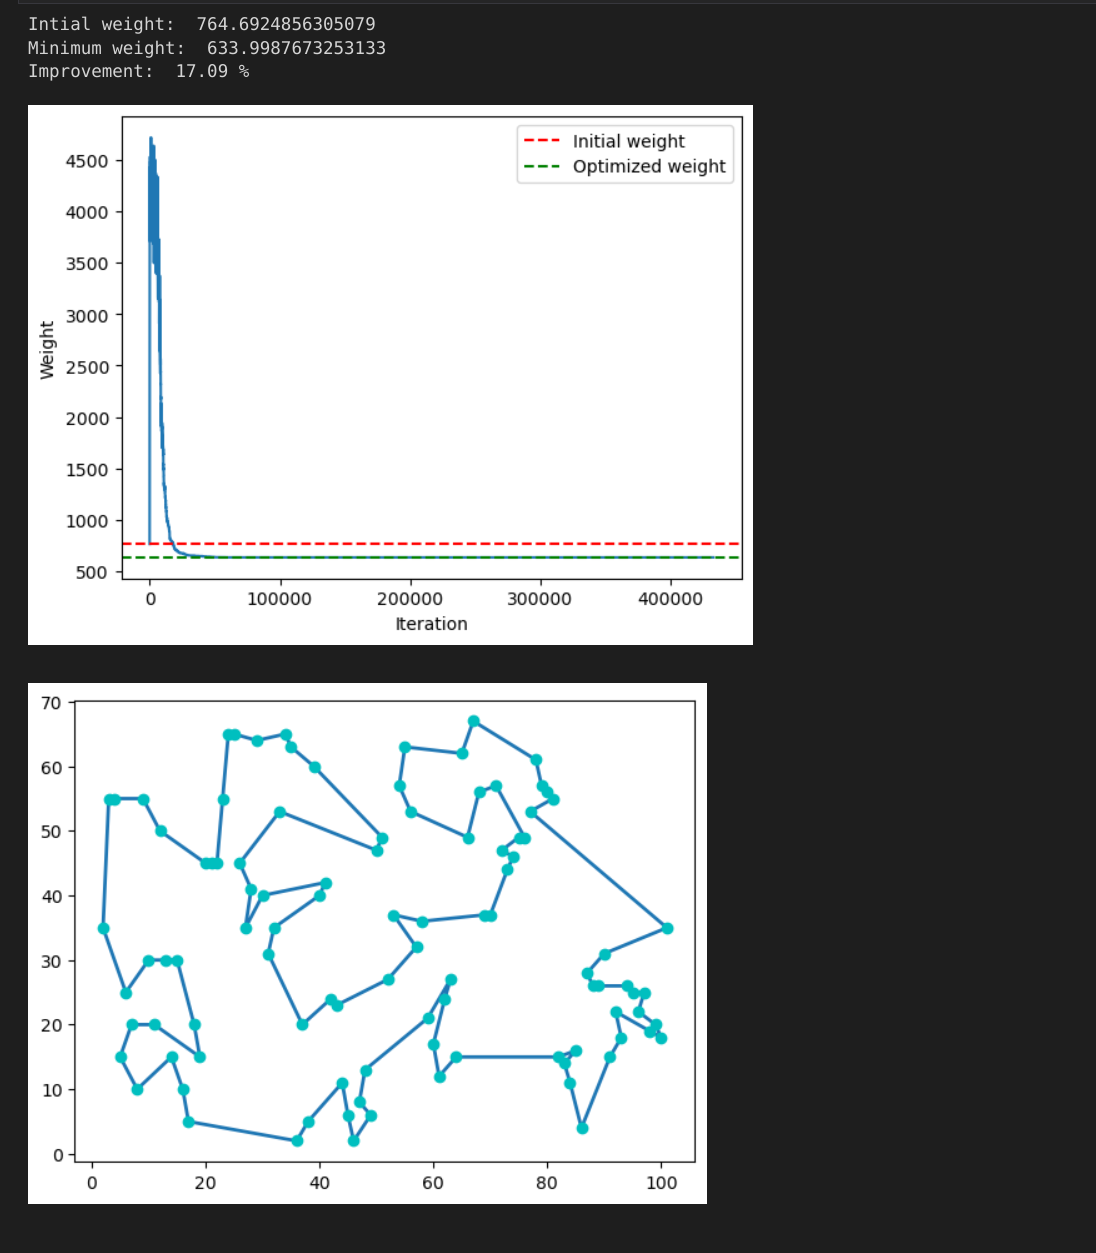 Intial weight:  764.6924856305079
Minimum weight:  633.9987673253133
Improvement:  17.09 %
Initial weight
Optimized weight
4500
4000
3500
3000
2500
2000
1500
1000
500
Weight
0 100000 200000 300000 400000
Iteration
70
60
50
40
30
20
10
0
0 20 40 60 80 100